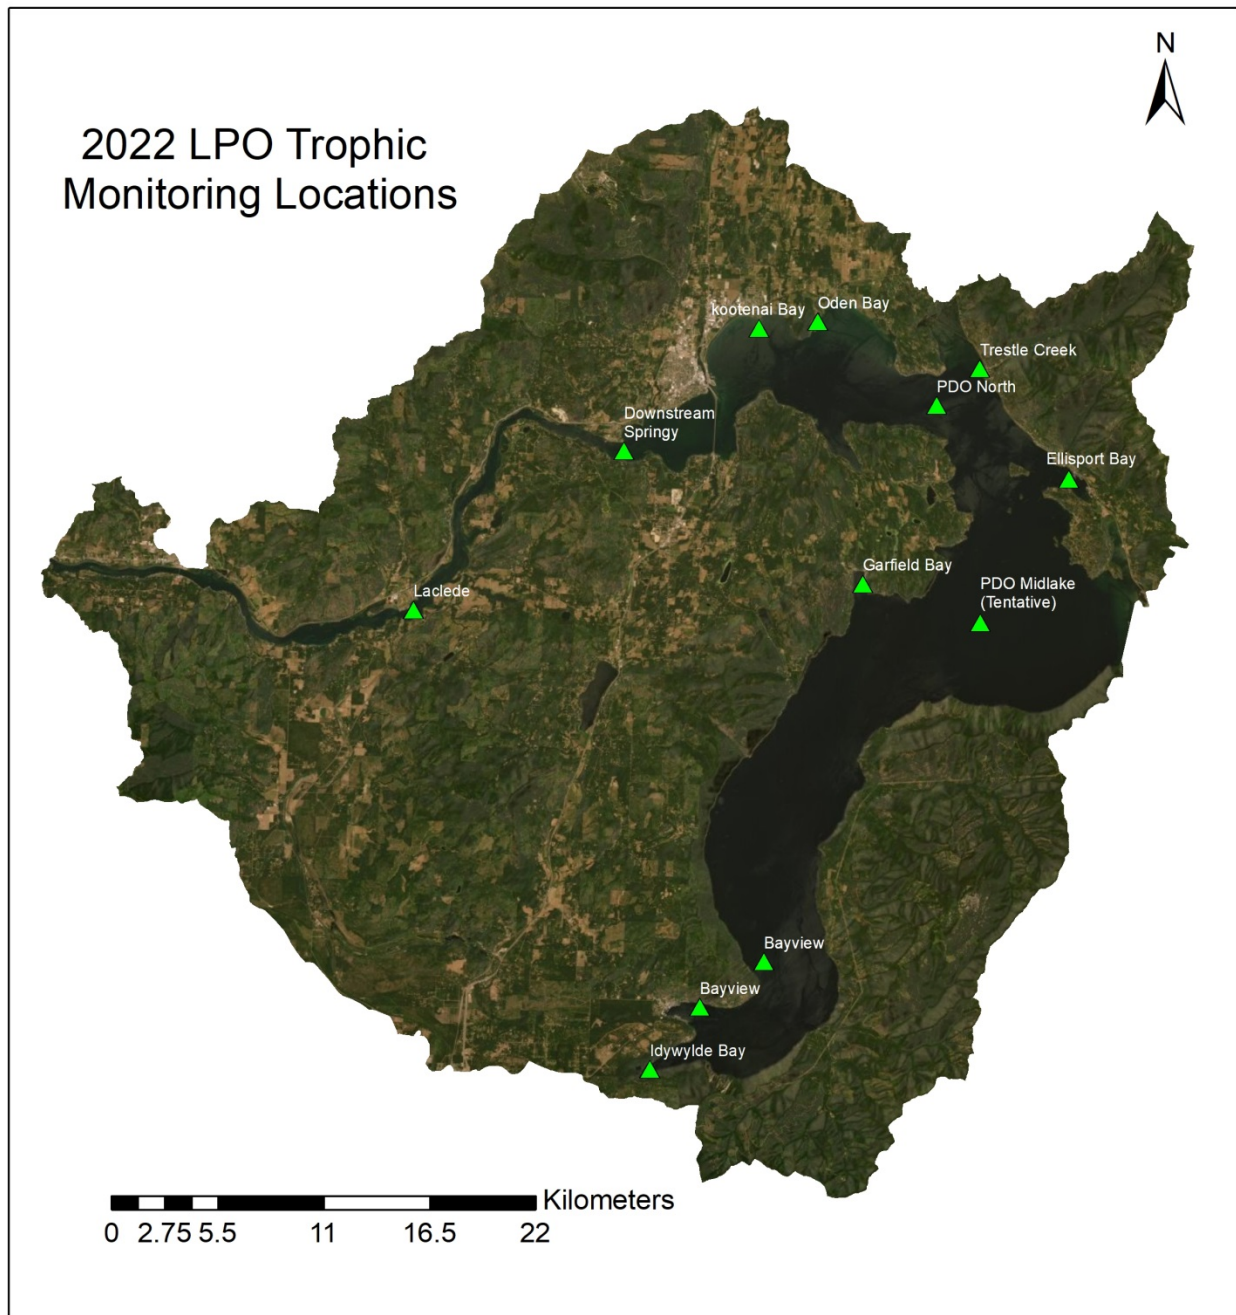 N
2022 LPO Trophic
Monitoring Locations
kootenai Bay
Oden Bay
Trestle Creek
PDO North
Downstream
Springy
Ellisport Bay
Garfield Bay
PDO Midlake
(Tentative)
Laclede
Bayview
Bayview
Idywylde Bay
Kilometers
0 2.75 5.5 11 16.5 22